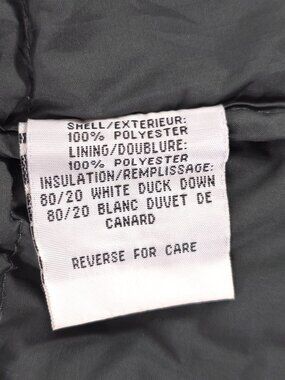 SHELL/EXTERIEUR:
100% POLYESTER
LINING/DOUBLURE:
100% POLYESTER
INSULATION/REMPLISSAGE:
80/20 WHITE DUCK DOWN
80/20 BLANC DUVET DE
CANARD
REVERSE FOR CARE